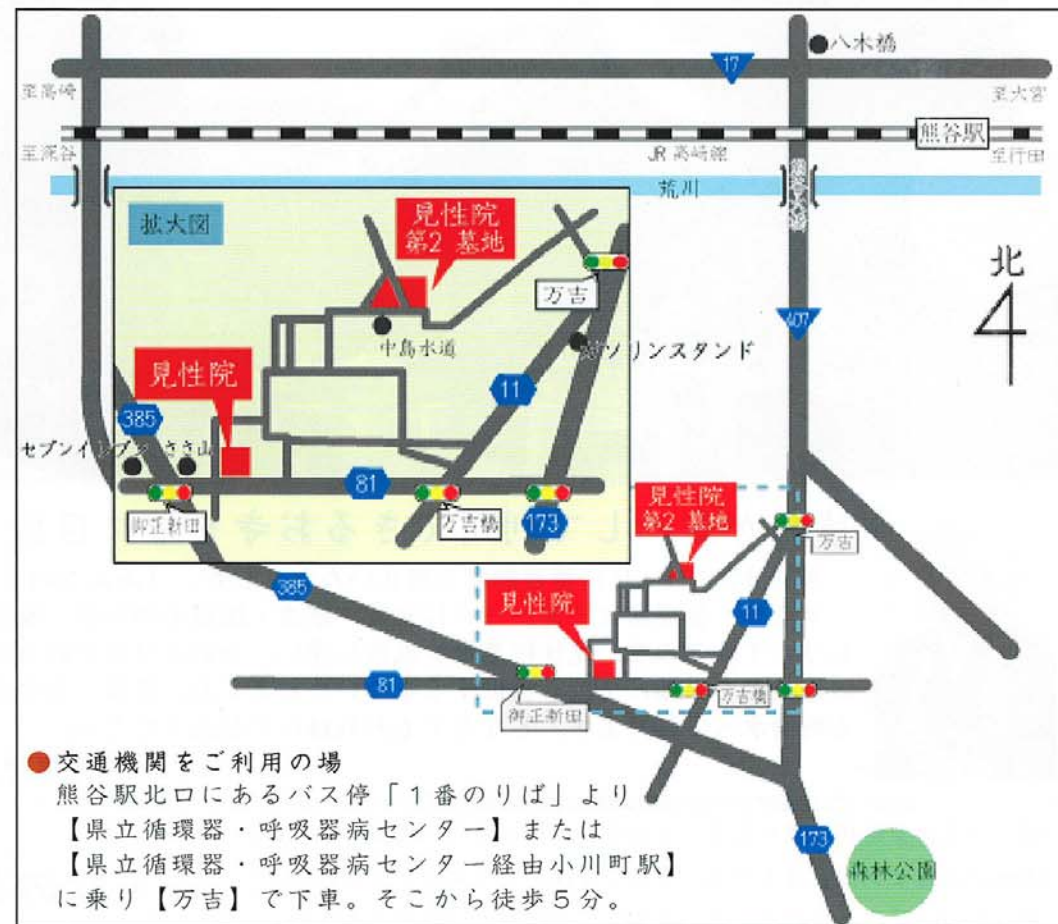 八木橋
17
至高崎
至大宮
熊谷駅
至深谷
JR 高崎線
至行田
荒川
拡大図
見性院
第2 墓地
北
万吉
407
中島水道
ガソリンスタンド
見性院
11
385
セブンイレブン ささ山
81
御正新田
万吉橋
173
見性院
第2 墓地
万吉
385
見性院
11
81
万吉橋
御正新田
●交通機関をご利用の場
熊谷駅北口にあるバス停「1番のりば」より
【県立循環器・呼吸器病センター】または
【県立循環器・呼吸器病センター経由小川町駅】
に乗り【万吉】で下車。そこから徒歩5分。
173
森林公園